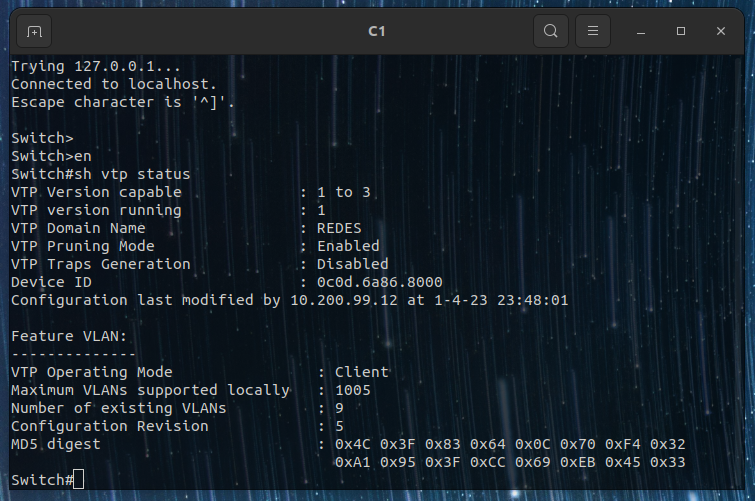 C1
Trying 127.0.0.1...
Connected to localhost.
Escape character is '^]'.
Switch>
Switch>en
Switch#sh vtp status
VTP Version capable             : 1 to 3
VTP version running             : 1
VTP Domain Name                 : REDES
VTP Pruning Mode                : Enabled
VTP Traps Generation            : Disabled
Device ID                       : 0c0d.6a86.8000
Configuration last modified by 10.200.99.12 at 1-4-23 23:48:01
Feature VLAN:
--------------
VTP Operating Mode                : Client
Maximum VLANs supported locally   : 1005
Number of existing VLANs          : 9
Configuration Revision            : 5
MD5 digest                        : 0x4C 0x3F 0x83 0x64 0x0C 0x70 0xF4 0x32
                                    0xA1 0x95 0x3F 0xCC 0x69 0xEB 0x45 0x33
Switch#